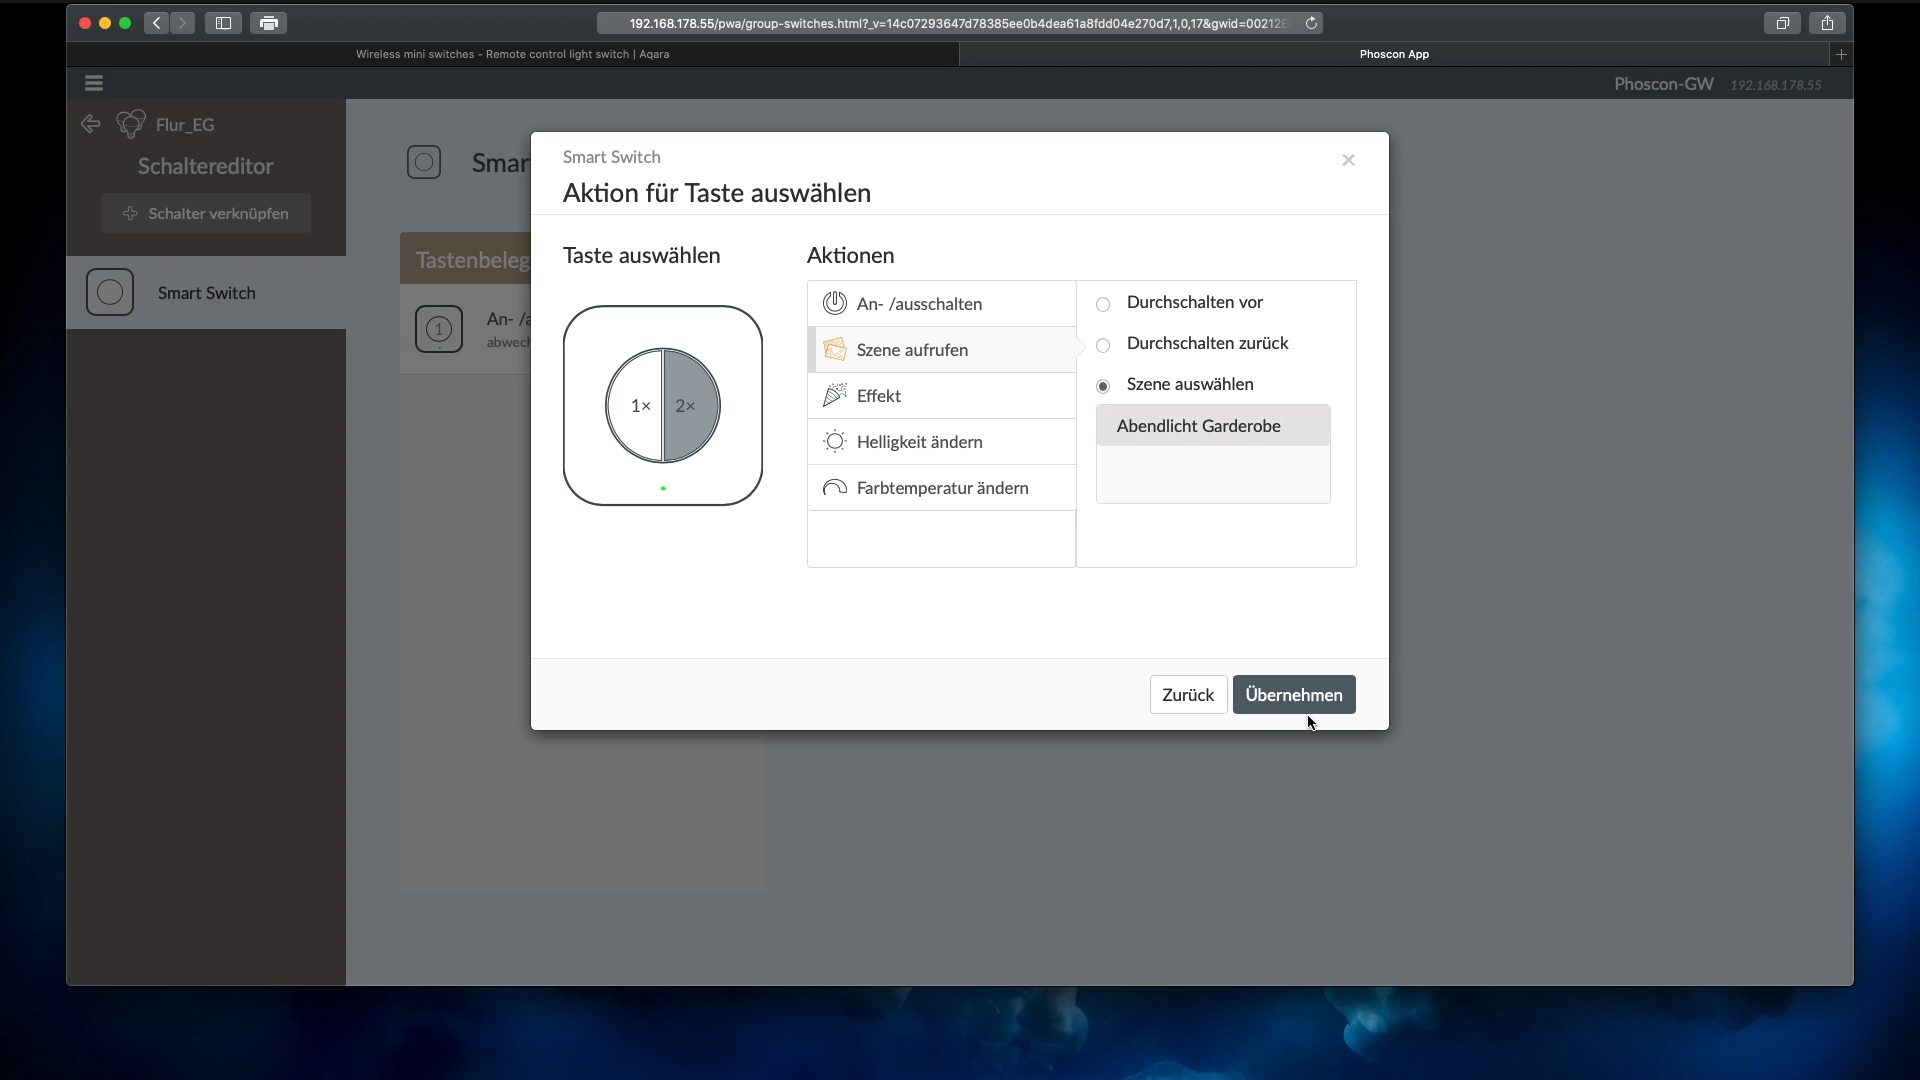 192.168.178.55/pwa/group-switches.html?_v=14c07293647d78385ee0b4dea61a8fdd04e270d7,1,0,17&gwid=00212E
Wireless mini switches - Remote control light switch | Aqara
Phoscon App
Phoscon-GW 192.168.178.55
Flur_EG
Schaltereditor
Schalter verknüpfen
Smart Switch
Smar
Tastenbeleg
1
An- /a
abwech
Smart Switch
Aktion für Taste auswählen
Taste auswählen
1× 2×
Aktionen
An- /ausschalten
Szene aufrufen
Effekt
Helligkeit ändern
Farbtemperatur ändern
Durchschalten vor
Durchschalten zurück
Szene auswählen
Abendlicht Garderobe
Zurück
Übernehmen